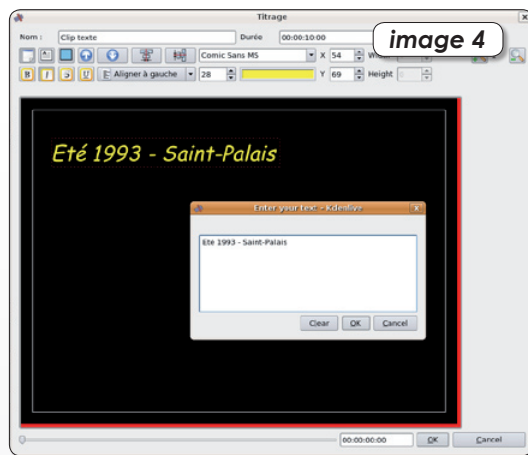 Titrage
Nom : Clip texte Durée 00:00:10:00
image 4
Comic Sans MS X 54
B I S U Aligner à gauche 28 Y 69 Height
Eté 1993 - Saint-Palais
Enter your text - Kdenlive
Eté 1993 - Saint-Palais
Clear OK Cancel
00:00:00:00 OK Cancel